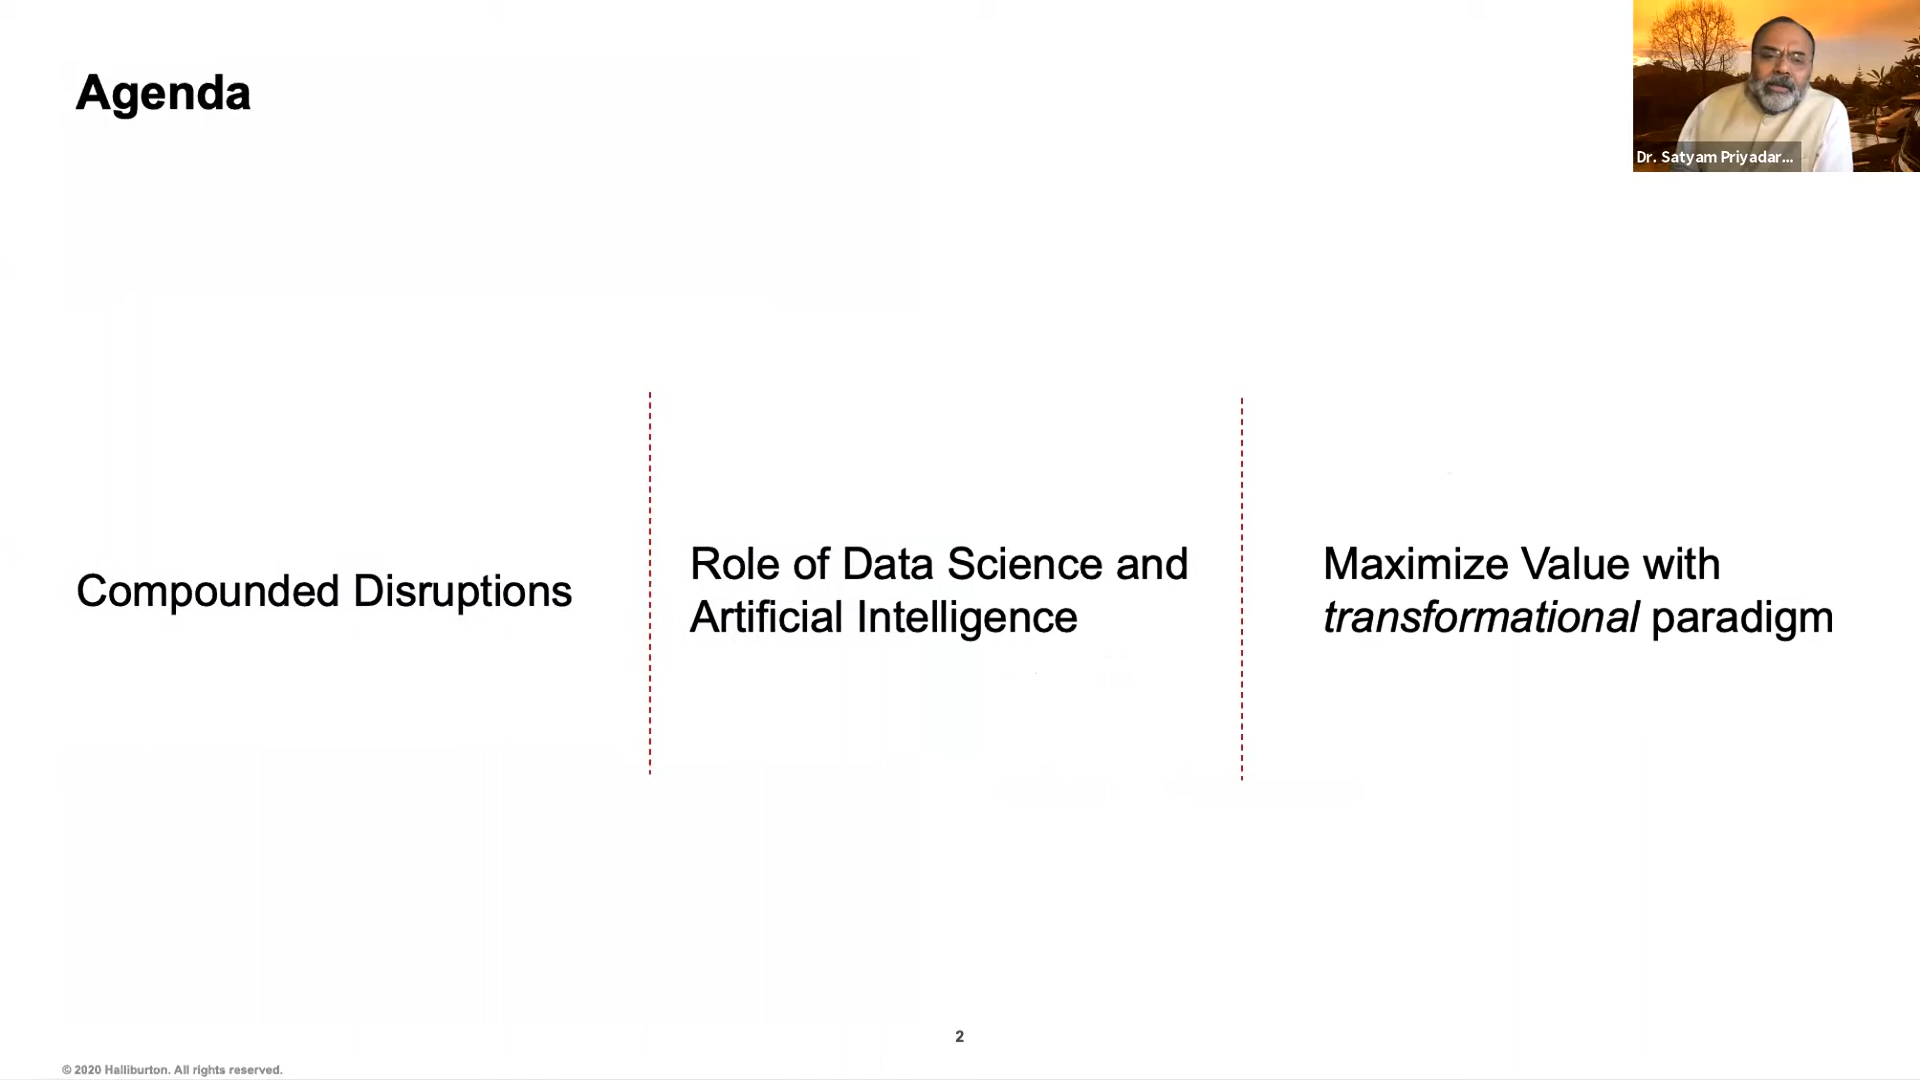 Agenda
Dr. Satyam Priyadar...
Compounded Disruptions
Role of Data Science and
Artificial Intelligence
Maximize Value with
transformational paradigm
2
© 2020 Halliburton. All rights reserved.